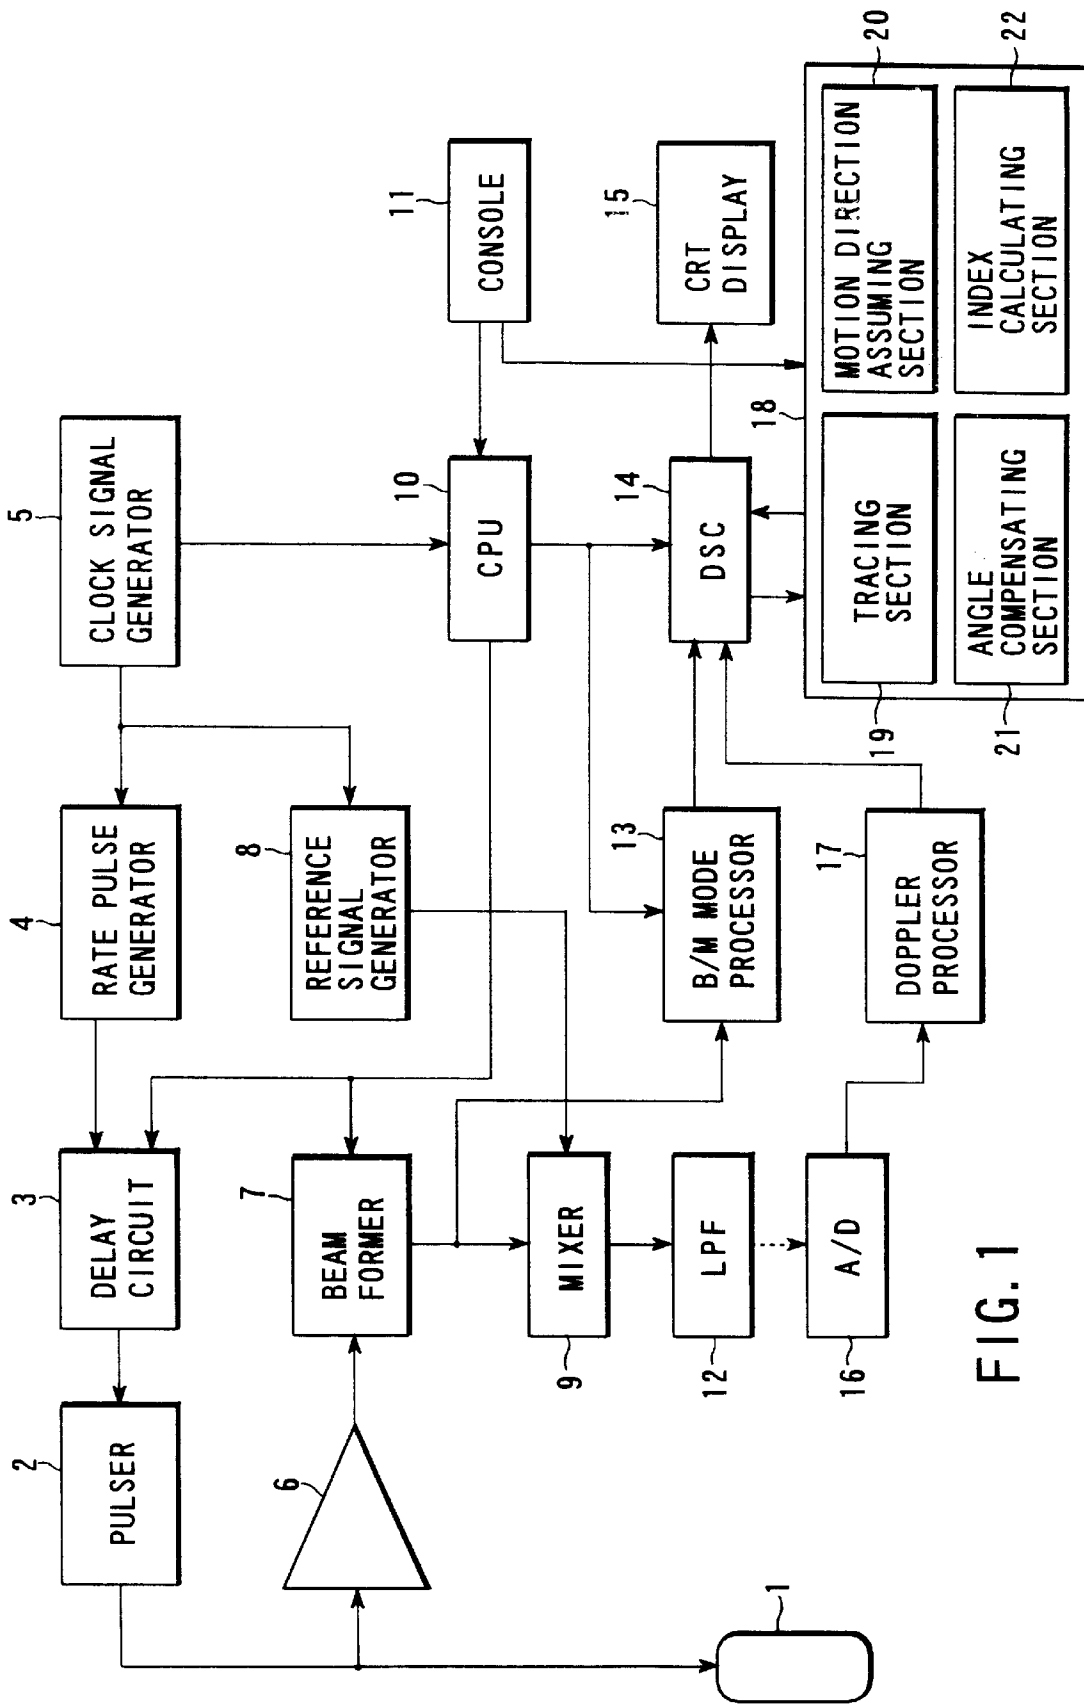 5
CLOCK SIGNAL
GENERATOR
4
RATE PULSE
GENERATOR
3
DELAY
CIRCUIT
2
PULSER
8
REFERENCE
SIGNAL
GENERATOR
7
BEAM
FORMER
6
1
11
CONSOLE
10
CPU
9
MIXER
15
CRT
DISPLAY
14
DSC
13
B/M MODE
PROCESSOR
12
LPF
16
A/D
17
DOPPLER
PROCESSOR
18
19
TRACING
SECTION
20
MOTION DIRECTION
ASSUMING
SECTION
21
ANGLE
COMPENSATING
SECTION
22
INDEX
CALCULATING
SECTION
FIG.1